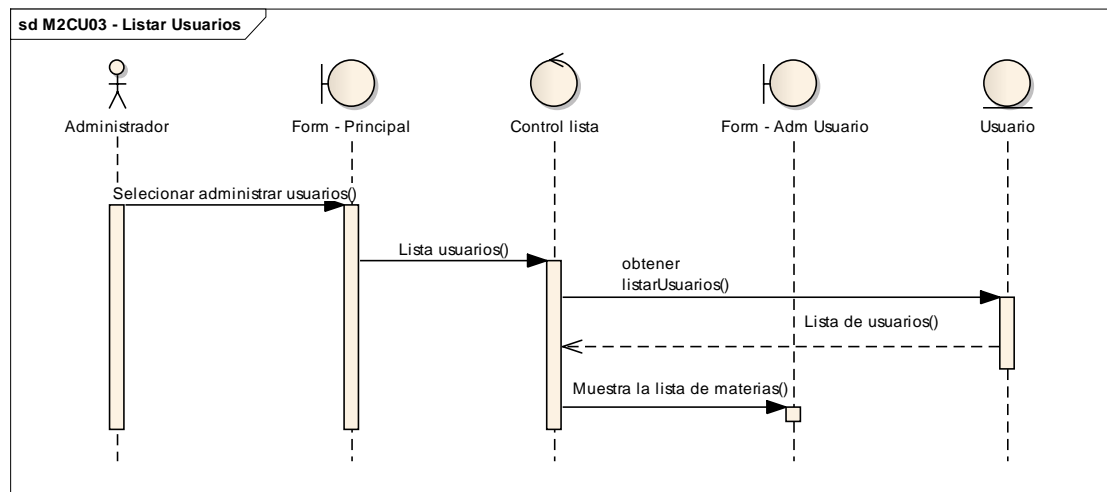 sd M2CU03 - Listar Usuarios
Administrador
Form - Principal
Control lista
Form - Adm Usuario
Usuario
Selecionar administrar usuarios()
Lista usuarios()
obtener
listarUsuarios()
Lista de usuarios()
Muestra la lista de materias()